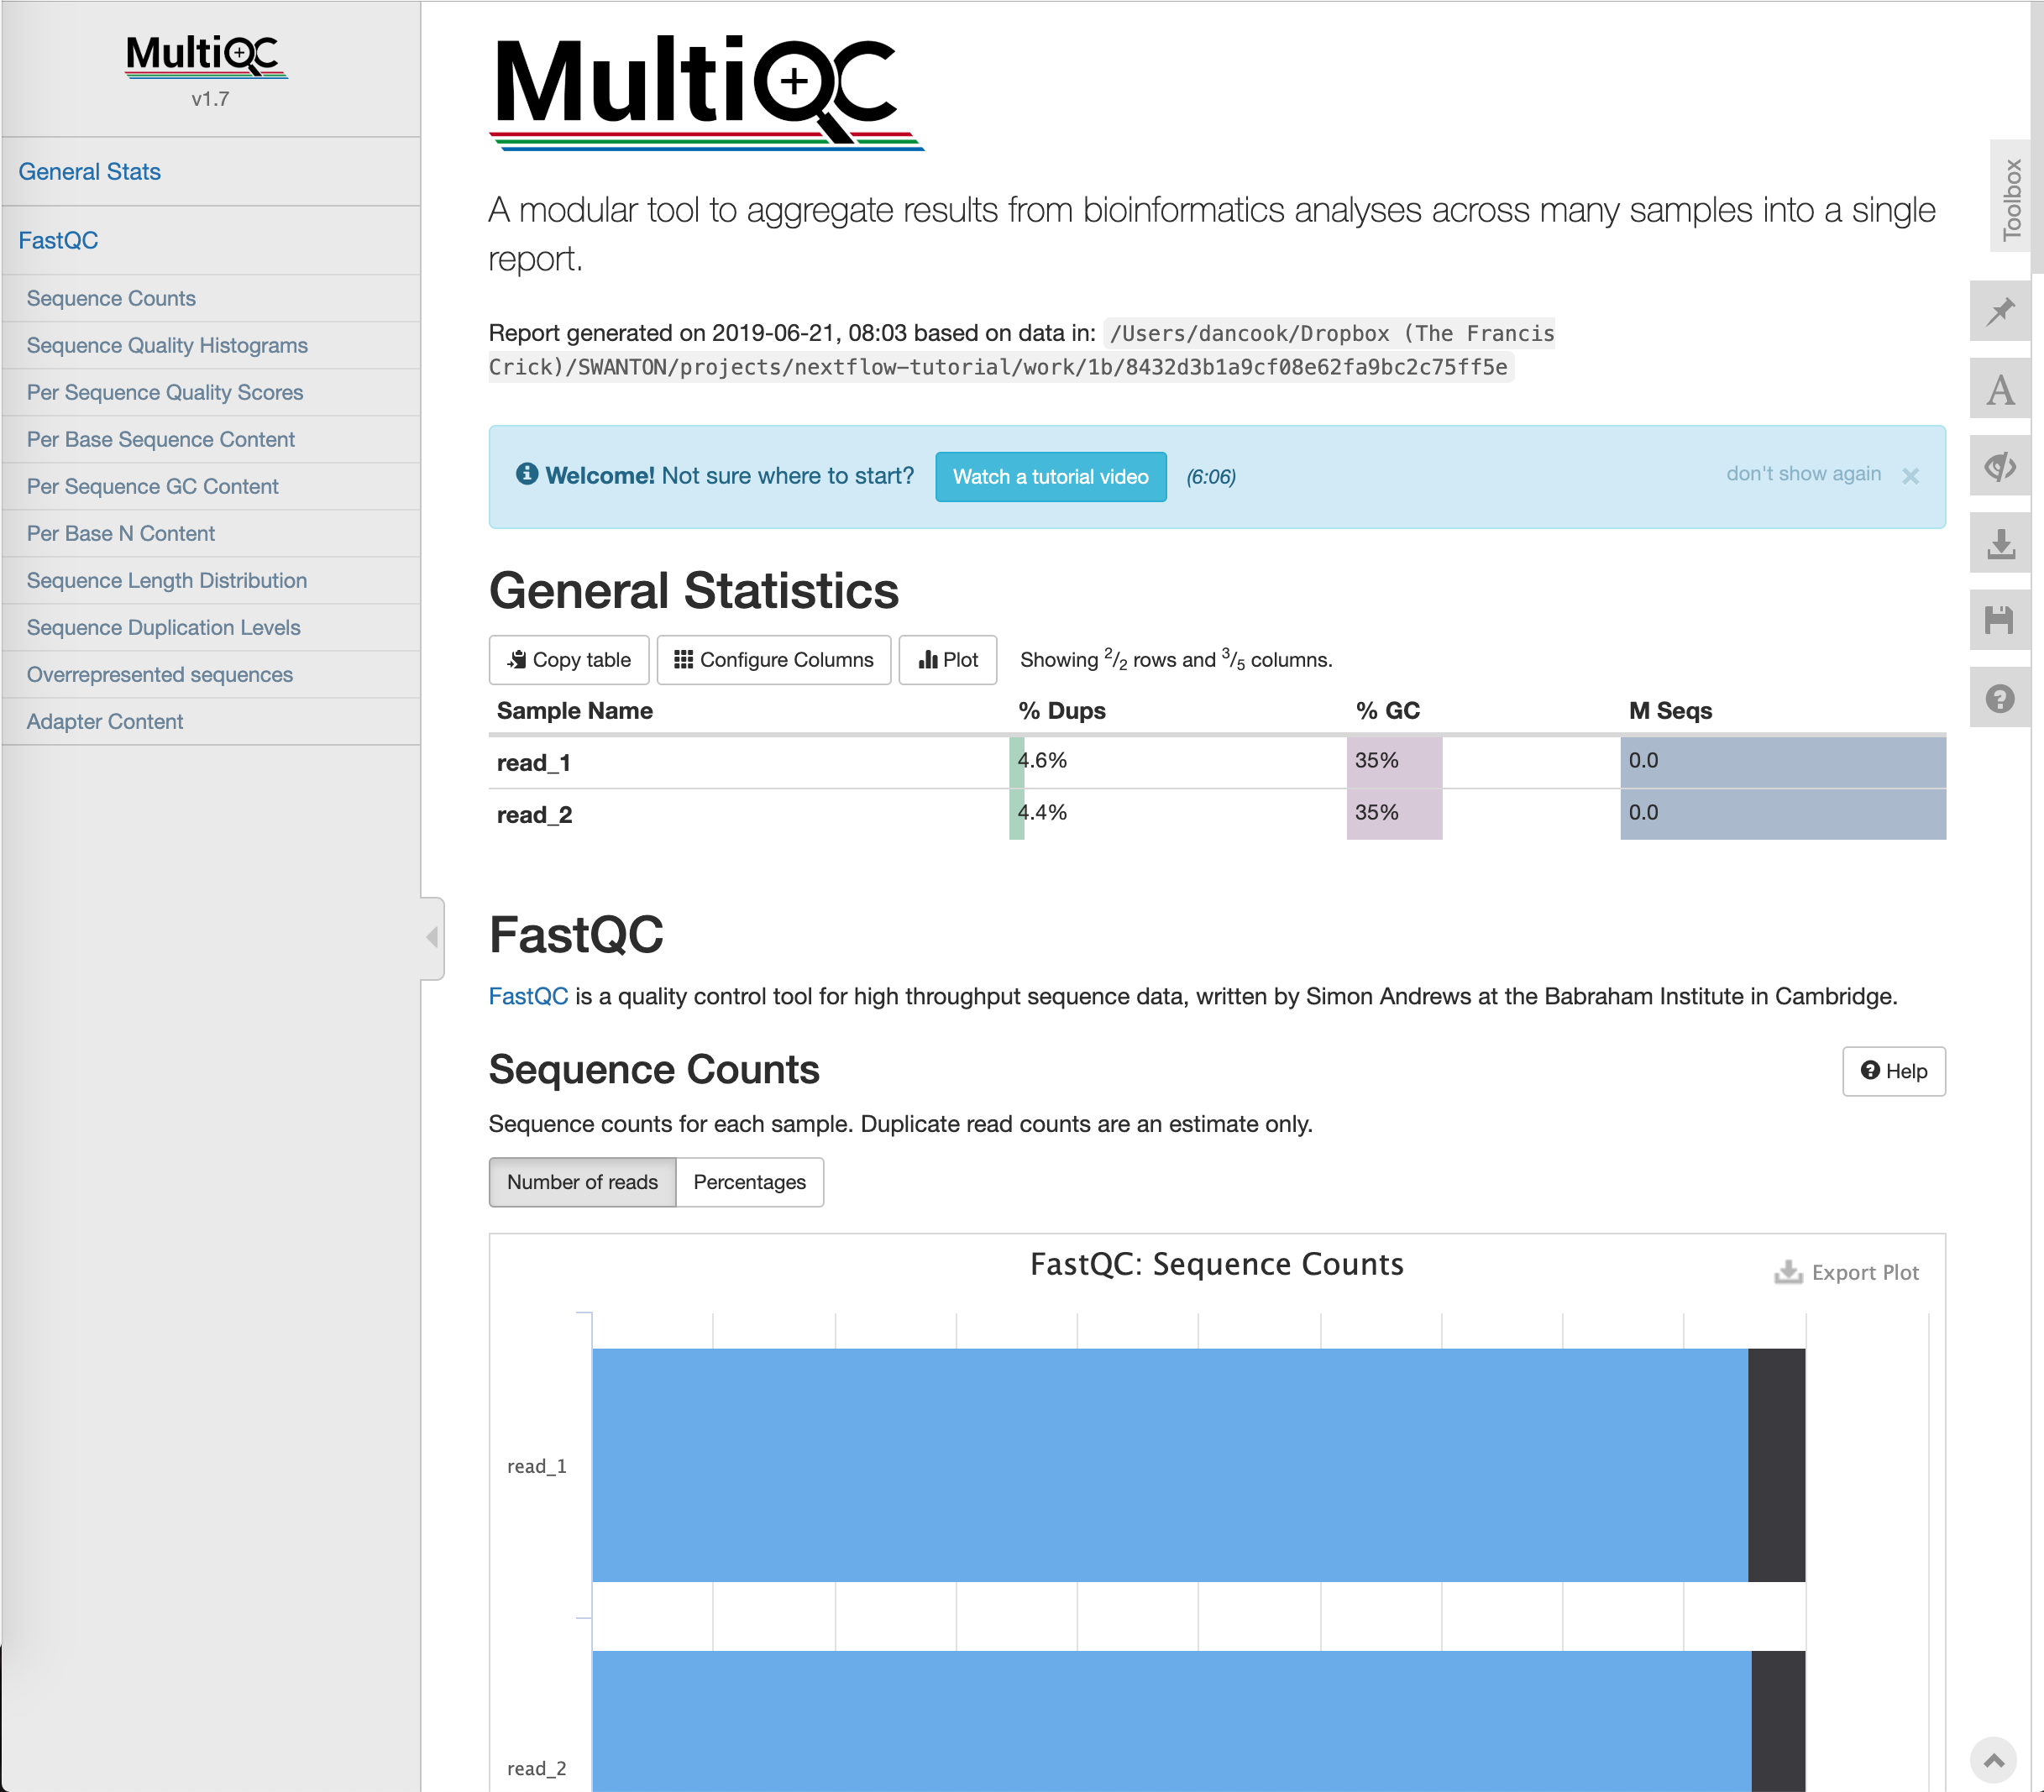 MultiQC
v1.7
General Stats
FastQC
Sequence Counts
Sequence Quality Histograms
Per Sequence Quality Scores
Per Base Sequence Content
Per Sequence GC Content
Per Base N Content
Sequence Length Distribution
Sequence Duplication Levels
Overrepresented sequences
Adapter Content
MultiQC
A modular tool to aggregate results from bioinformatics analyses across many samples into a single
report.
Report generated on 2019-06-21, 08:03 based on data in: /Users/dancook/Dropbox (The Francis
Crick)/SWANTON/projects/nextflow-tutorial/work/1b/8432d3b1a9cf08e62fa9bc2c75ff5e
Welcome! Not sure where to start? Watch a tutorial video (6:06) don't show again ×
General Statistics
Copy table Configure Columns Plot Showing 2/2 rows and 3/5 columns.
Sample Name % Dups % GC M Seqs
read_1 4.6% 35% 0.0
read_2 4.4% 35% 0.0
FastQC
FastQC is a quality control tool for high throughput sequence data, written by Simon Andrews at the Babraham Institute in Cambridge.
Sequence Counts
Help
Sequence counts for each sample. Duplicate read counts are an estimate only.
Number of reads Percentages
FastQC: Sequence Counts
Export Plot
read_1
read_2
Toolbox
A